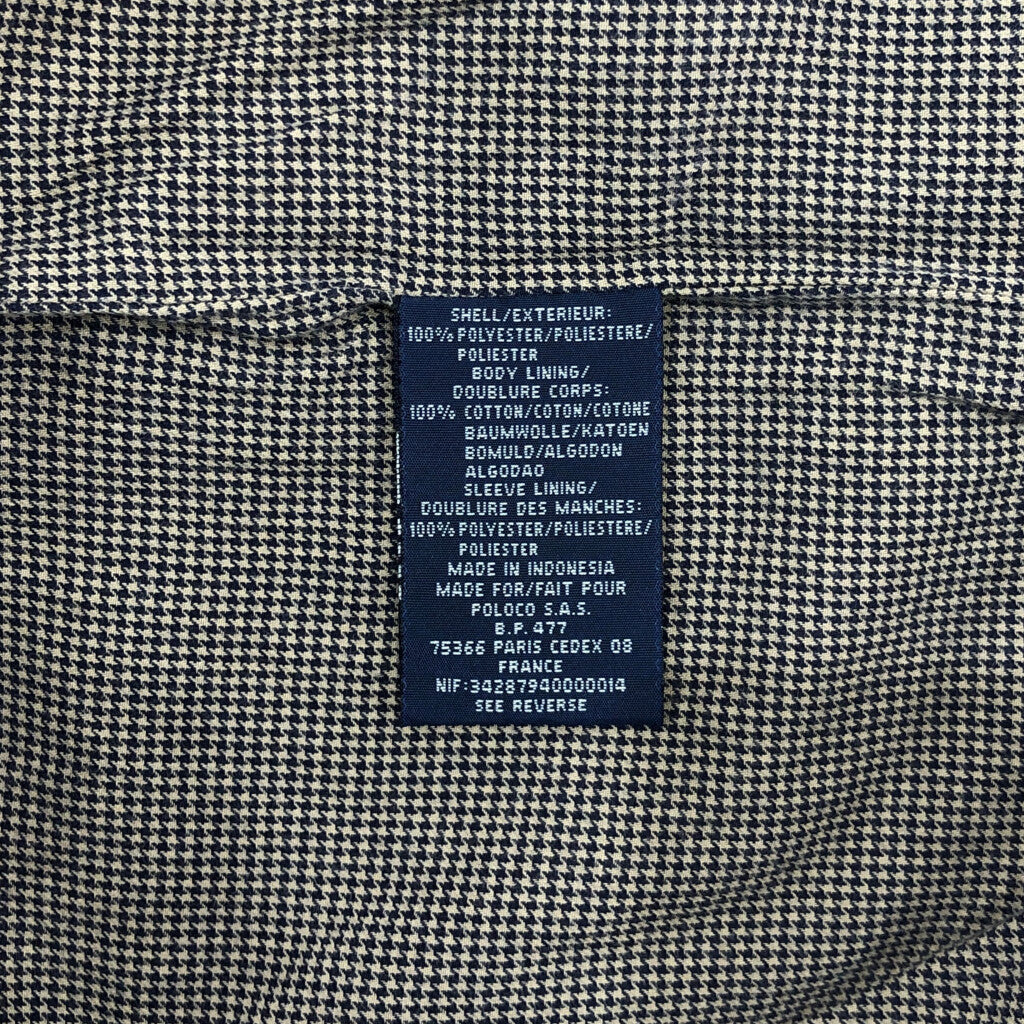 SHELL/EXTERIEUR:
100% POLYESTER/POLIESTERE/
POLIESTER
BODY LINING/
DOUBLURE CORPS:
100% COTTON/COTON/COTONE
BAUMWOLLE/KATOEN
BOMULD/ALGODON
ALGODAO
SLEEVE LINING/
DOUBLURE DES MANCHES:
100% POLYESTER/POLIESTERE/
POLIESTER
MADE IN INDONESIA
MADE FOR/FAIT POUR
POLOCO S.A.S.
B.P. 477
75366 PARIS CEDEX 08
FRANCE
NIF:34287940000014
SEE REVERSE